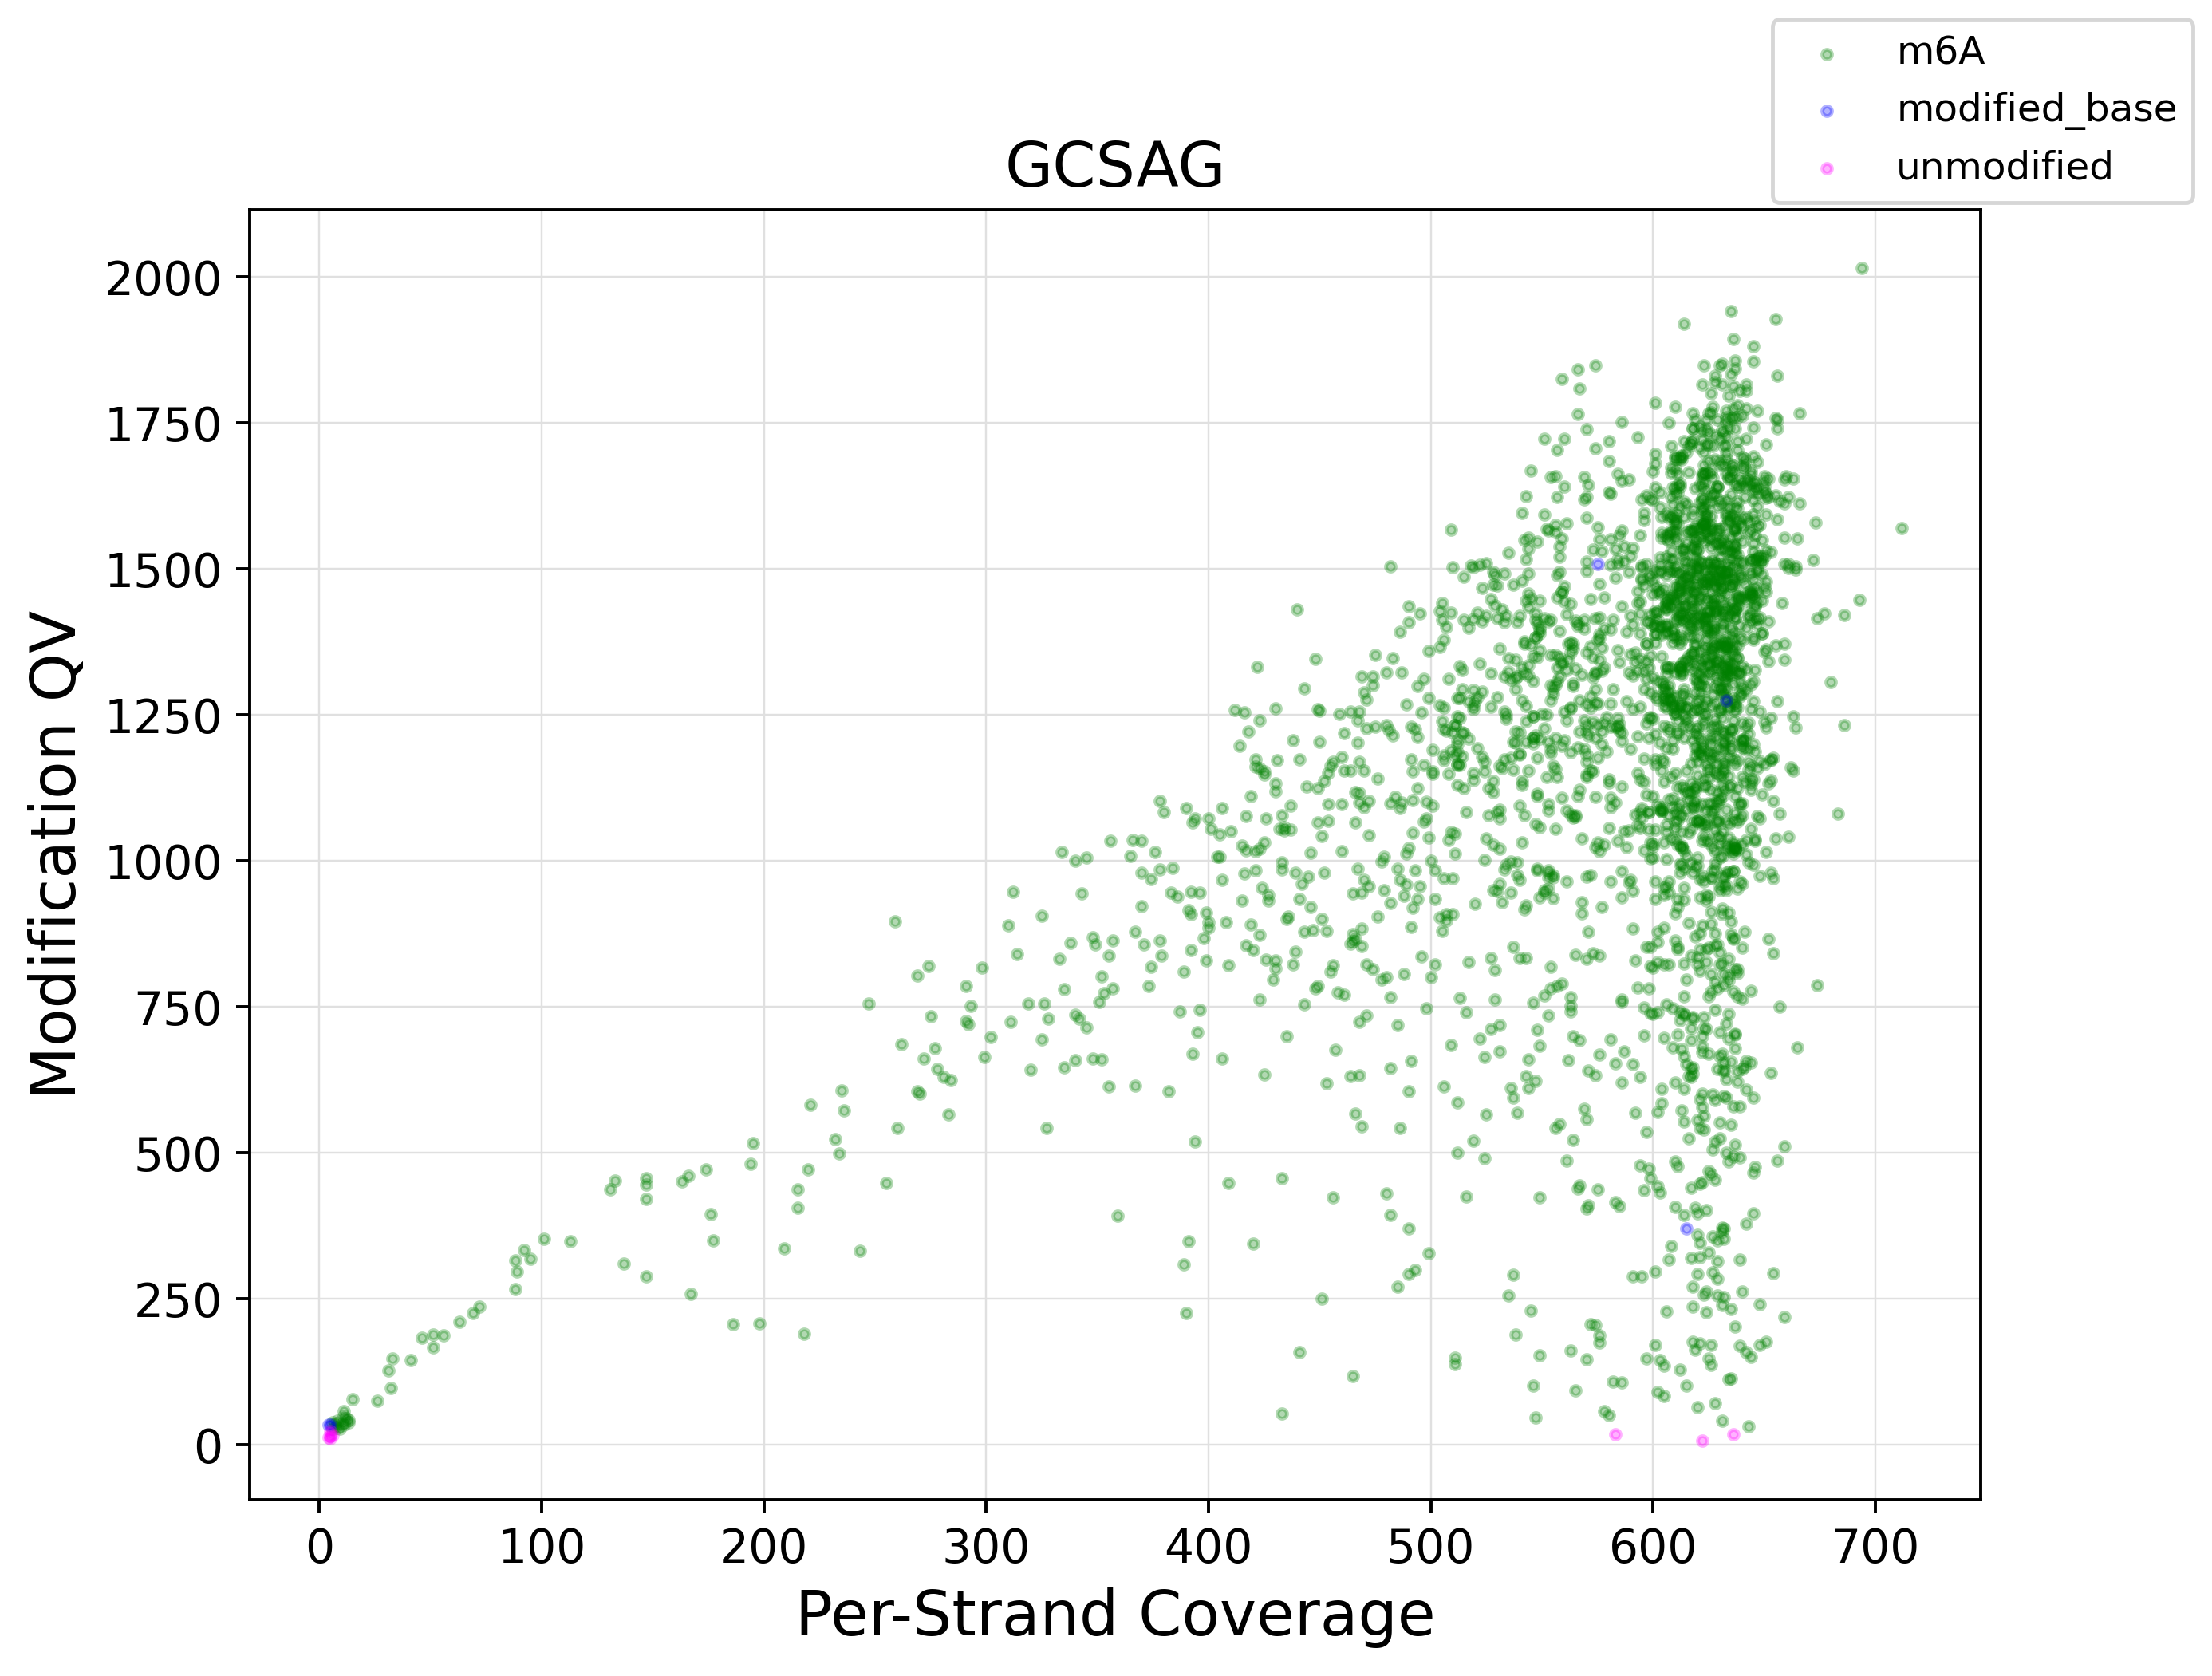 m6A
modified_base
unmodified
GCSAG
2000
1750
1500
1250
1000
750
500
250
0
Modification QV
0 100 200 300 400 500 600 700
Per-Strand Coverage